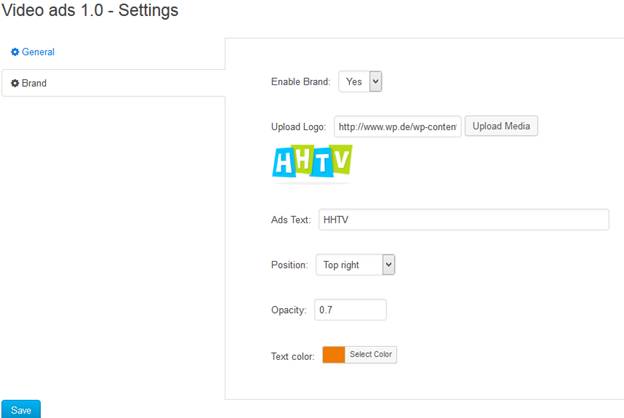 Video ads 1.0 - Settings
General
Brand
Enable Brand: Yes
Upload Logo: http://www.wp.de/wp-conten Upload Media
HHTV
Ads Text: HHTV
Position: Top right
Opacity: 0.7
Text color: Select Color
Save